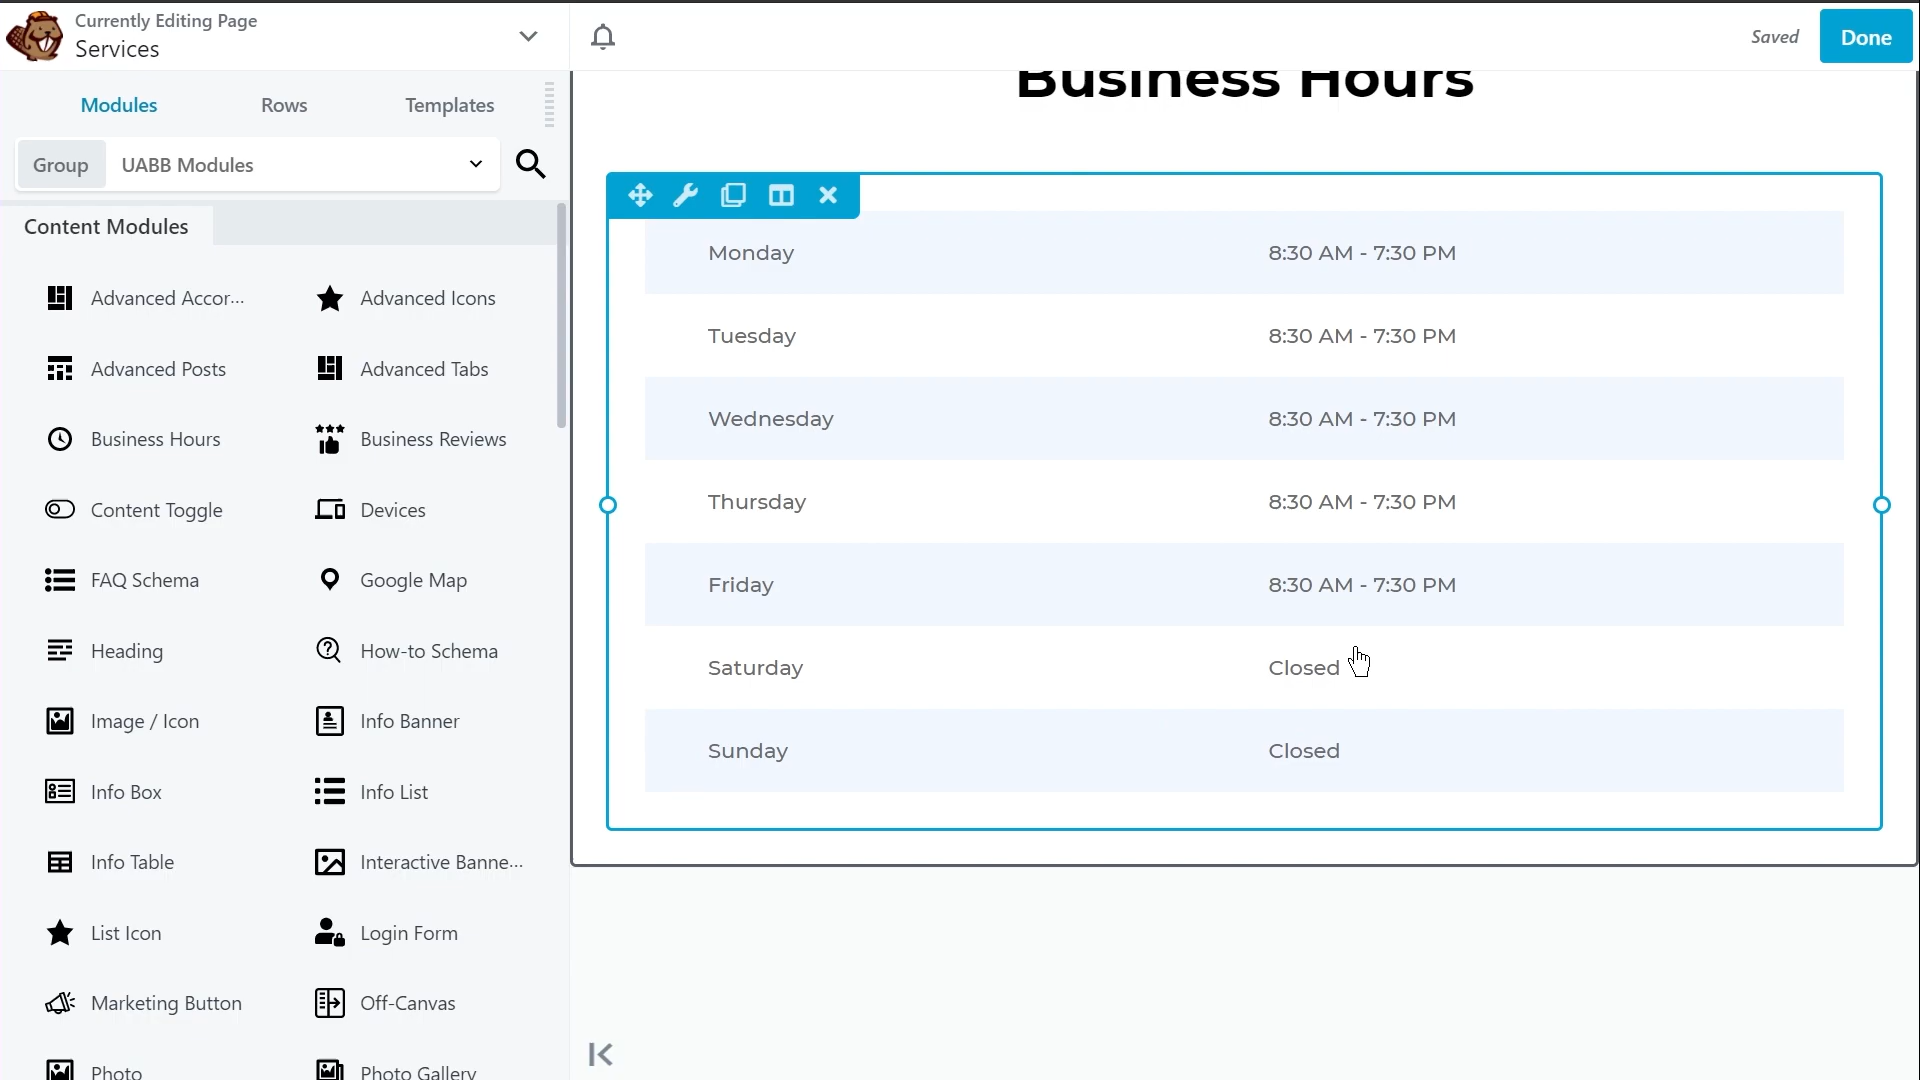 Currently Editing Page
Services
Saved
Done
Modules
Rows
Templates
Group
UABB Modules
Content Modules
Advanced Accor...
Advanced Icons
Advanced Posts
Advanced Tabs
Business Hours
Business Reviews
Content Toggle
Devices
FAQ Schema
Google Map
Heading
How-to Schema
Image / Icon
Info Banner
Info Box
Info List
Info Table
Interactive Banne...
List Icon
Login Form
Marketing Button
Off-Canvas
Photo
Photo Gallery
Business Hours
Monday 8:30 AM - 7:30 PM
Tuesday 8:30 AM - 7:30 PM
Wednesday 8:30 AM - 7:30 PM
Thursday 8:30 AM - 7:30 PM
Friday 8:30 AM - 7:30 PM
Saturday Closed
Sunday Closed